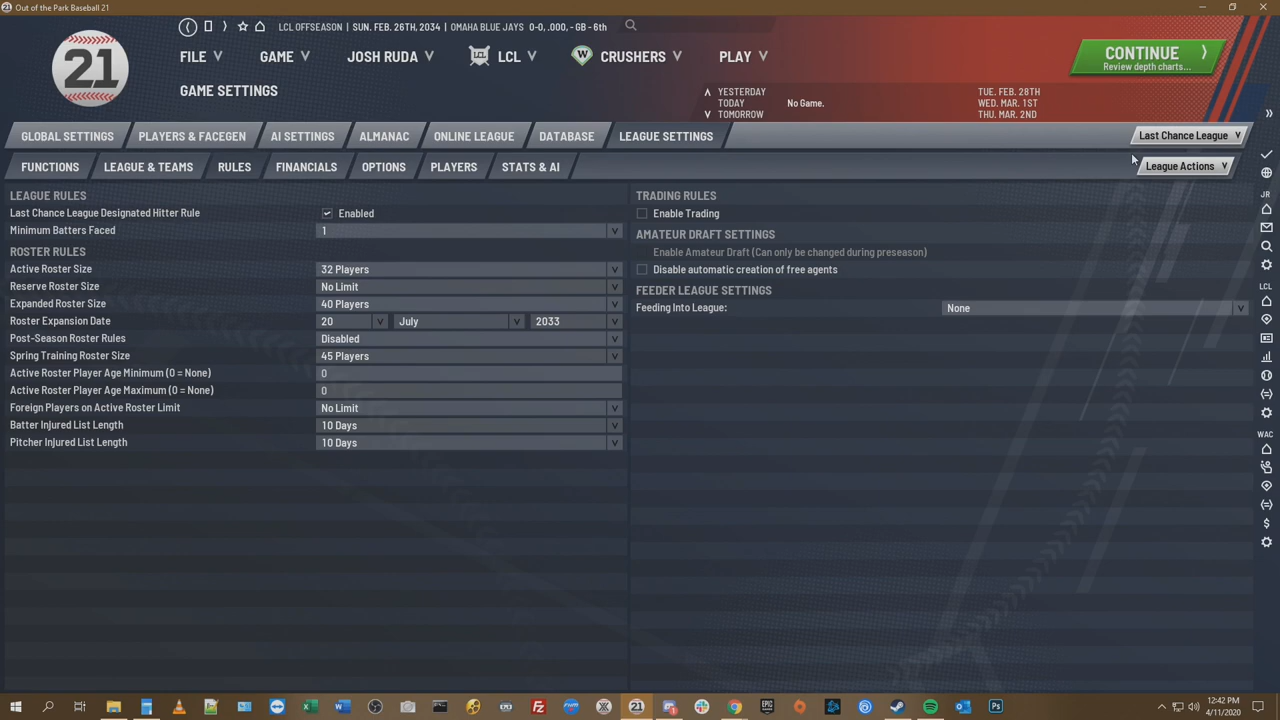 Out of the Park Baseball 21
LCL OFFSEASON | SUN. FEB. 26TH, 2034 | OMAHA BLUE JAYS 0-0, .000, - GB - 6th
21
FILE GAME JOSH RUDA LCL CRUSHERS PLAY
CONTINUE
Review depth charts...
GAME SETTINGS
YESTERDAY
TODAY No Game.
TOMORROW
TUE. FEB. 28TH
WED. MAR. 1ST
THU. MAR. 2ND
GLOBAL SETTINGS PLAYERS & FACEGEN AI SETTINGS ALMANAC ONLINE LEAGUE DATABASE LEAGUE SETTINGS Last Chance League
FUNCTIONS LEAGUE & TEAMS RULES FINANCIALS OPTIONS PLAYERS STATS & AI League Actions
LEAGUE RULES
Last Chance League Designated Hitter Rule Enabled
Minimum Batters Faced 1
ROSTER RULES
Active Roster Size 32 Players
Reserve Roster Size No Limit
Expanded Roster Size 40 Players
Roster Expansion Date 20 July 2033
Post-Season Roster Rules Disabled
Spring Training Roster Size 45 Players
Active Roster Player Age Minimum (0 = None) 0
Active Roster Player Age Maximum (0 = None) 0
Foreign Players on Active Roster Limit No Limit
Batter Injured List Length 10 Days
Pitcher Injured List Length 10 Days
TRADING RULES
Enable Trading
AMATEUR DRAFT SETTINGS
Enable Amateur Draft (Can only be changed during preseason)
Disable automatic creation of free agents
FEEDER LEAGUE SETTINGS
Feeding Into League: None
JR
LCL
WAC
12:42 PM
4/11/2020